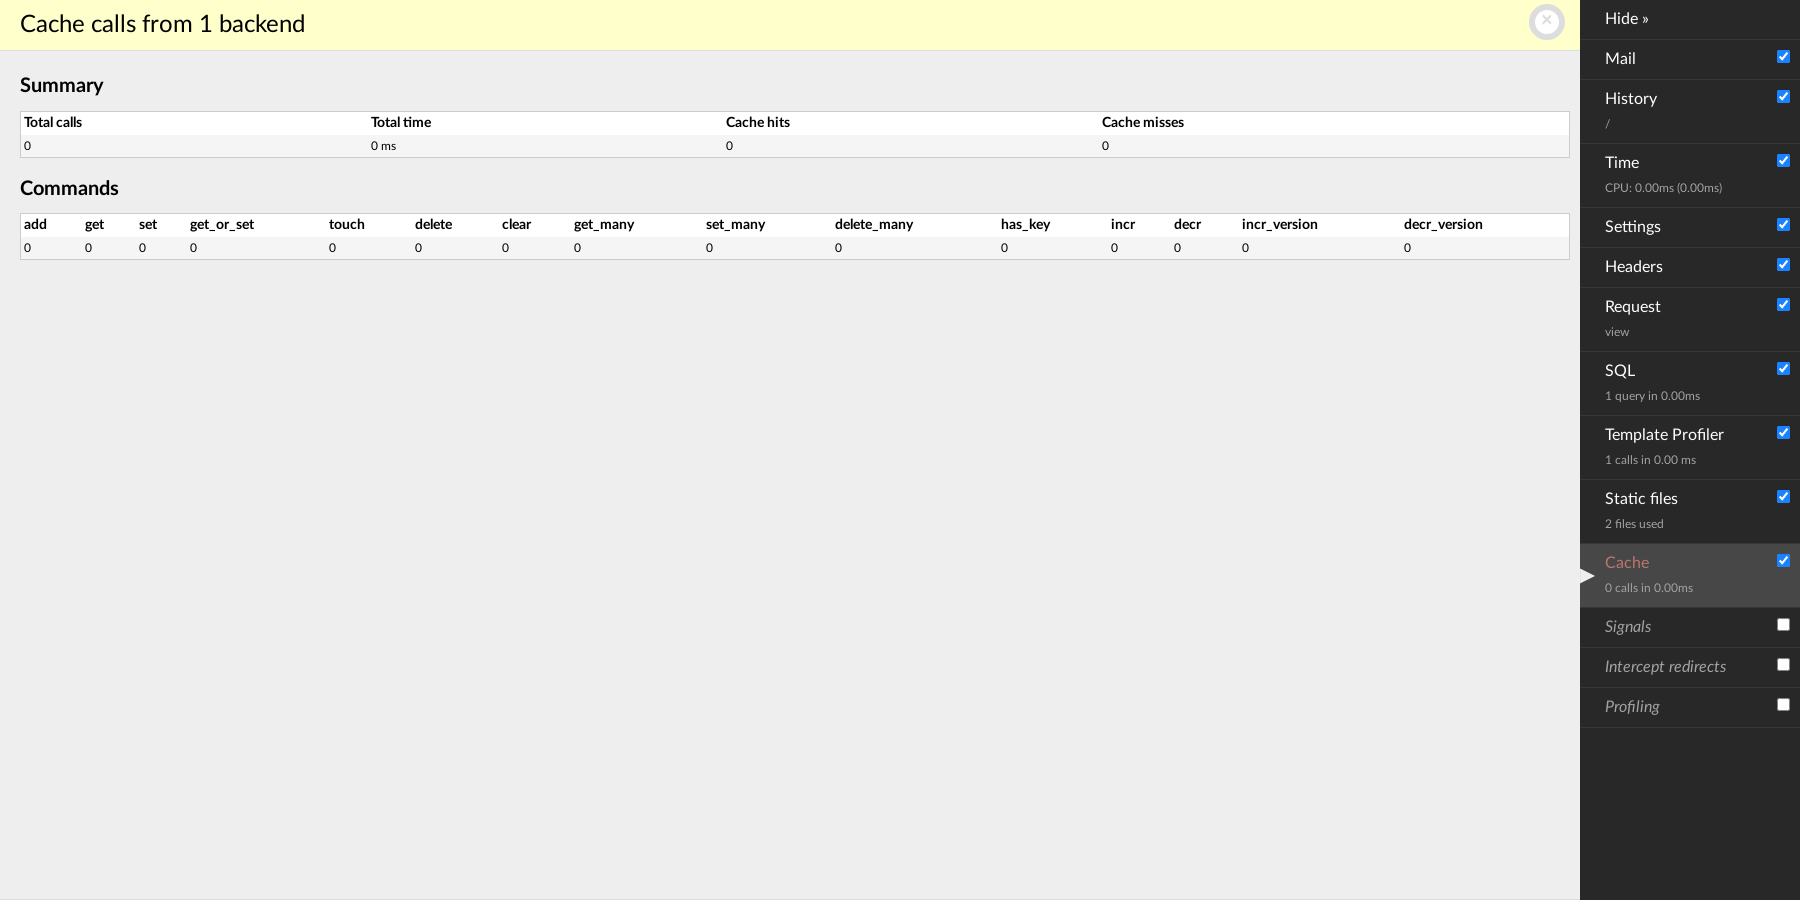 Cache calls from 1 backend
Summary
Total calls Total time Cache hits Cache misses
0 0 ms 0 0
Commands
add get set get_or_set touch delete clear get_many set_many delete_many has_key incr decr incr_version decr_version
0 0 0 0 0 0 0 0 0 0 0 0 0 0 0
Hide »
Mail
History
/
Time
CPU: 0.00ms (0.00ms)
Settings
Headers
Request
view
SQL
1 query in 0.00ms
Template Profiler
1 calls in 0.00 ms
Static files
2 files used
Cache
0 calls in 0.00ms
Signals
Intercept redirects
Profiling